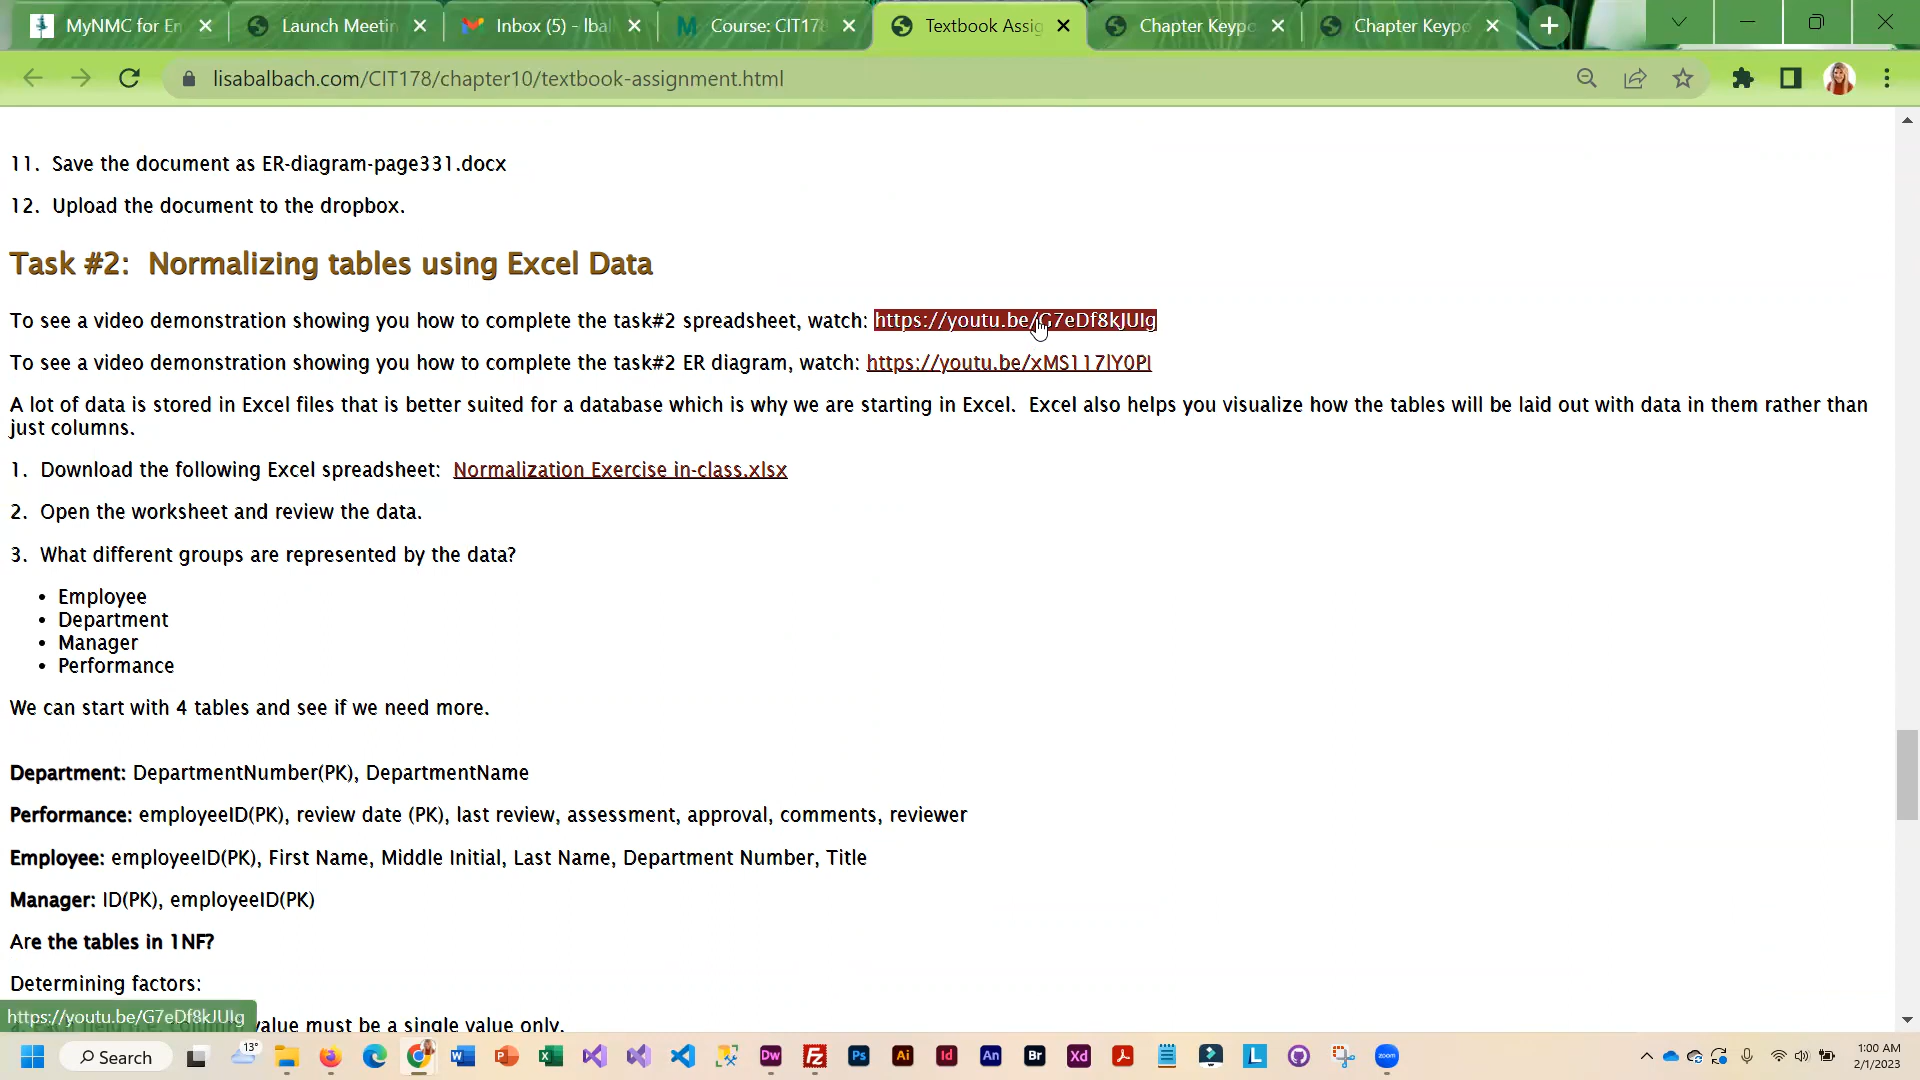 MyNMC for En
Launch Meetin
Inbox (5) - lbal
Course: CIT178
Textbook Assig
Chapter Keypo
Chapter Keypo
lisabalbach.com/CIT178/chapter10/textbook-assignment.html
11. Save the document as ER-diagram-page331.docx
12. Upload the document to the dropbox.
Task #2: Normalizing tables using Excel Data
To see a video demonstration showing you how to complete the task#2 spreadsheet, watch: https://youtu.be/G7eDf8kJUIg
To see a video demonstration showing you how to complete the task#2 ER diagram, watch: https://youtu.be/xMS117lY0PI
A lot of data is stored in Excel files that is better suited for a database which is why we are starting in Excel. Excel also helps you visualize how the tables will be laid out with data in them rather than
just columns.
1. Download the following Excel spreadsheet: Normalization Exercise in-class.xlsx
2. Open the worksheet and review the data.
3. What different groups are represented by the data?
• Employee
• Department
• Manager
• Performance
We can start with 4 tables and see if we need more.
Department: DepartmentNumber(PK), DepartmentName
Performance: employeeID(PK), review date (PK), last review, assessment, approval, comments, reviewer
Employee: employeeID(PK), First Name, Middle Initial, Last Name, Department Number, Title
Manager: ID(PK), employeeID(PK)
Are the tables in 1NF?
Determining factors:
value must be a single value only.
https://youtu.be/G7eDf8kJUIg
13°
Search
1:00 AM
2/1/2023